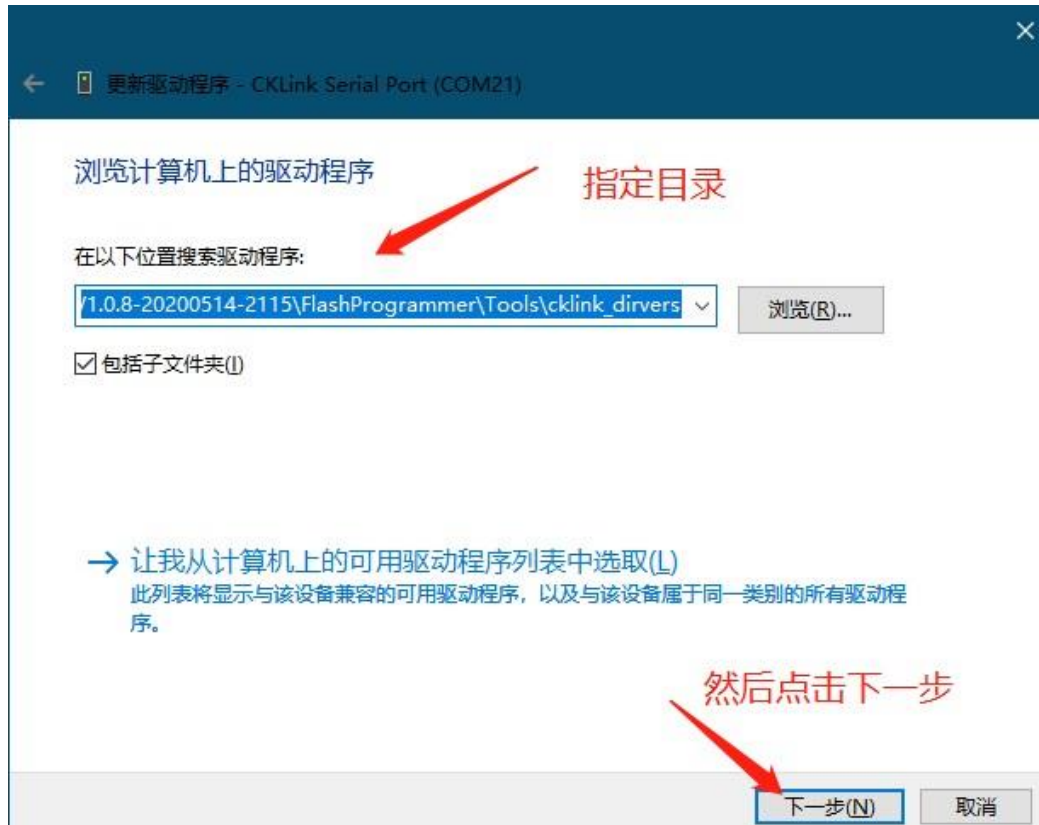 更新驱动程序 - CKLink Serial Port (COM21)
浏览计算机上的驱动程序
指定目录
在以下位置搜索驱动程序:
/1.0.8-20200514-2115\FlashProgrammer\Tools\cklink_dirvers
浏览(R)...
包括子文件夹(I)
让我从计算机上的可用驱动程序列表中选取(L)
此列表将显示与该设备兼容的可用驱动程序，以及与该设备属于同一类别的所有驱动程
序。
然后点击下一步
下一步(N)
取消